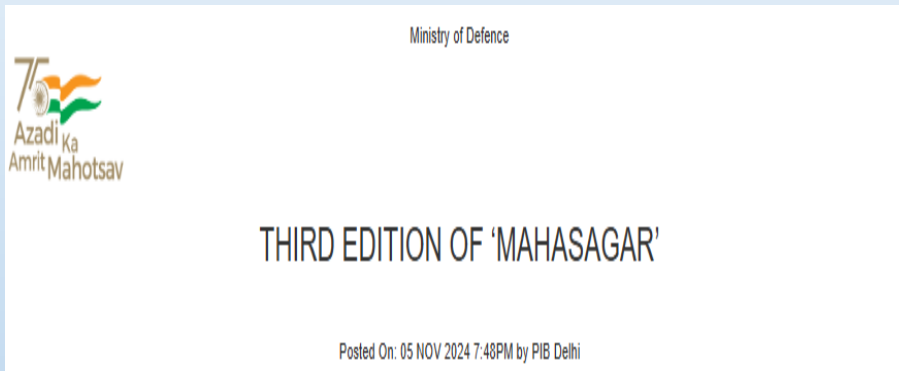 Ministry of Defence
75
Azadi Ka
Amrit Mahotsav
THIRD EDITION OF ‘MAHASAGAR’
Posted On: 05 NOV 2024 7:48PM by PIB Delhi